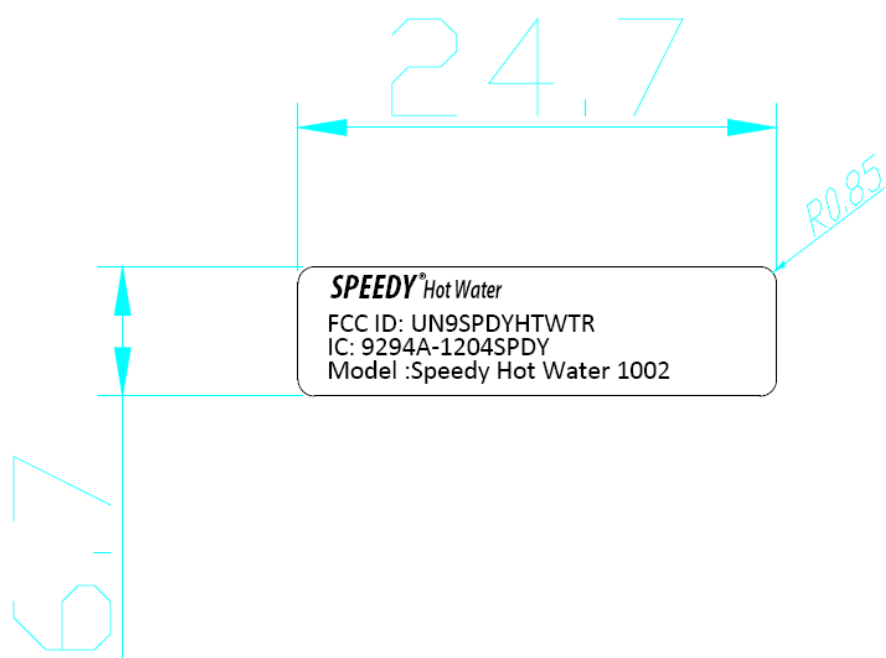 24.7
R0.85
SPEEDY® Hot Water
FCC ID: UN9SPDYHTWTR
IC: 9294A-1204SPDY
Model :Speedy Hot Water 1002
6.7